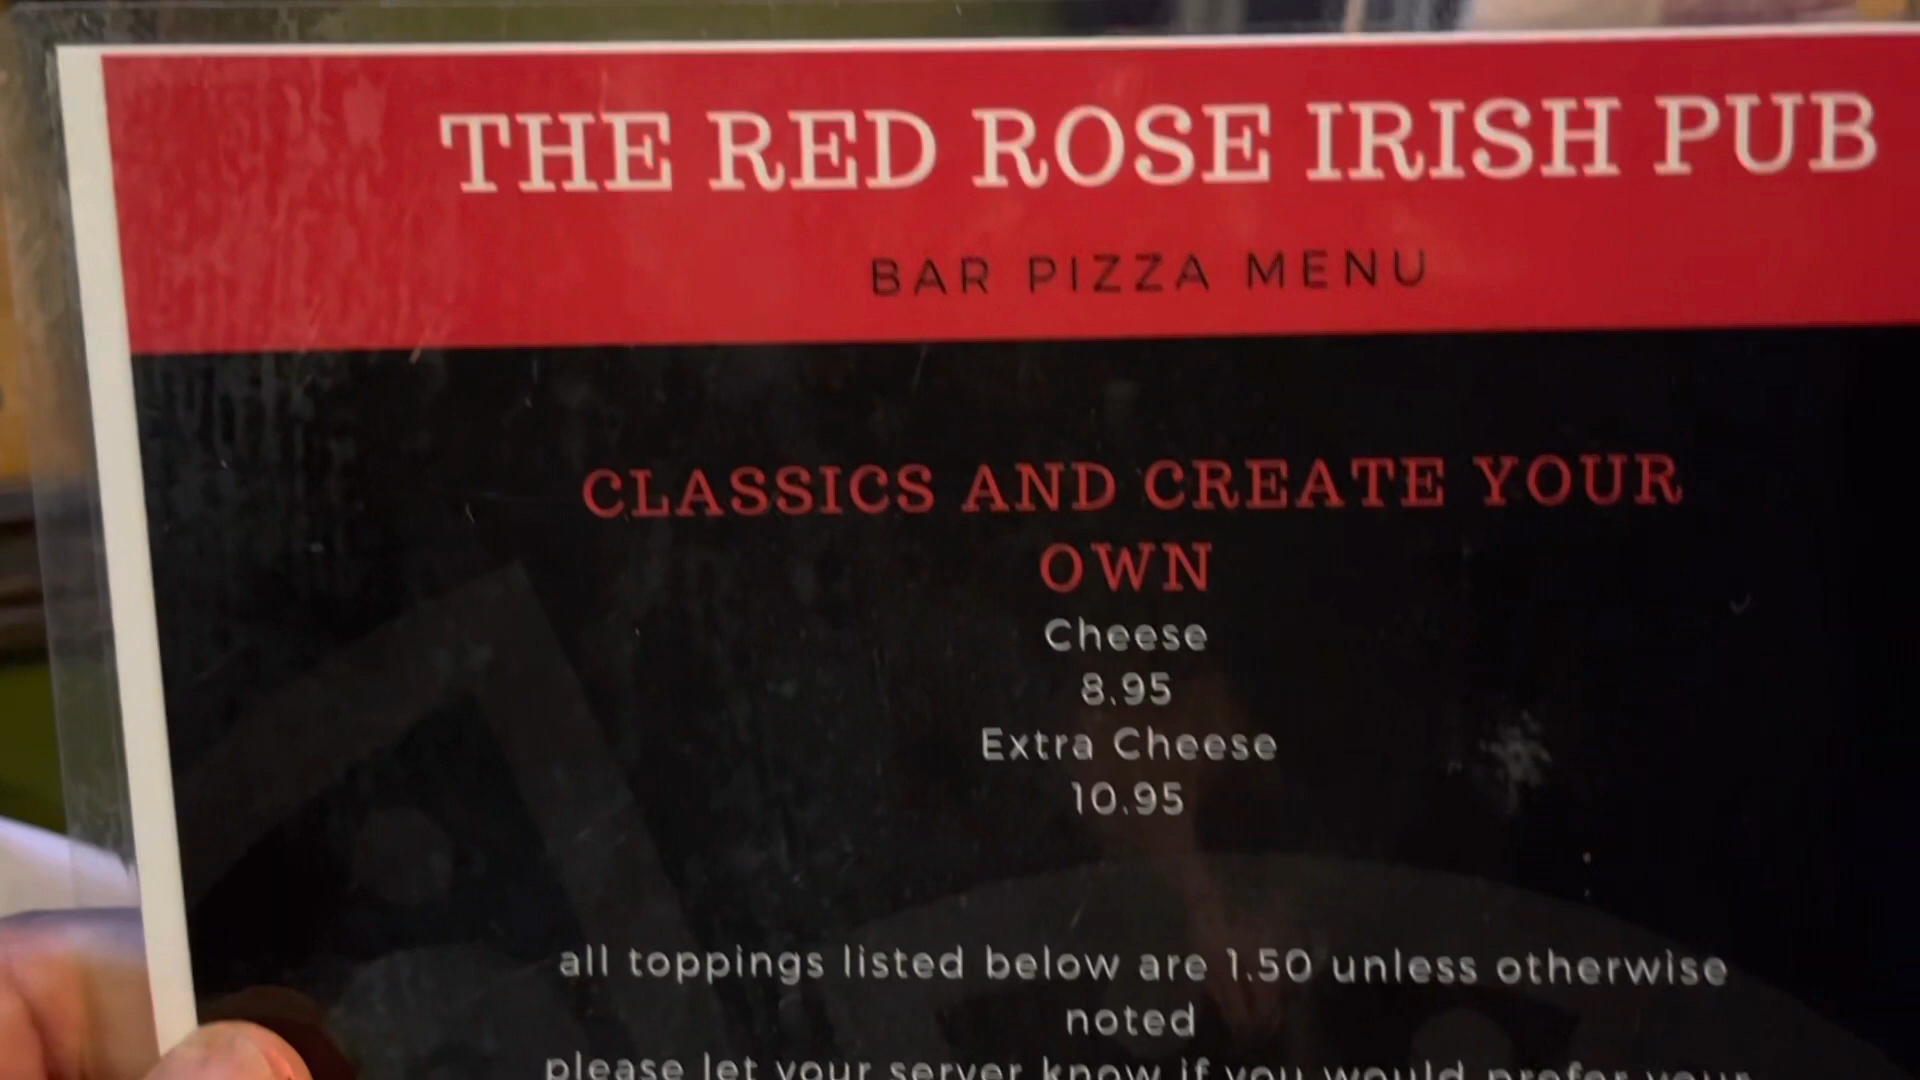 THE RED ROSE IRISH PUB
BAR PIZZA MENU
CLASSICS AND CREATE YOUR
OWN
Cheese
8.95
Extra Cheese
10.95
all toppings listed below are 1.50 unless otherwise
noted
please let your server know if you would prefer your